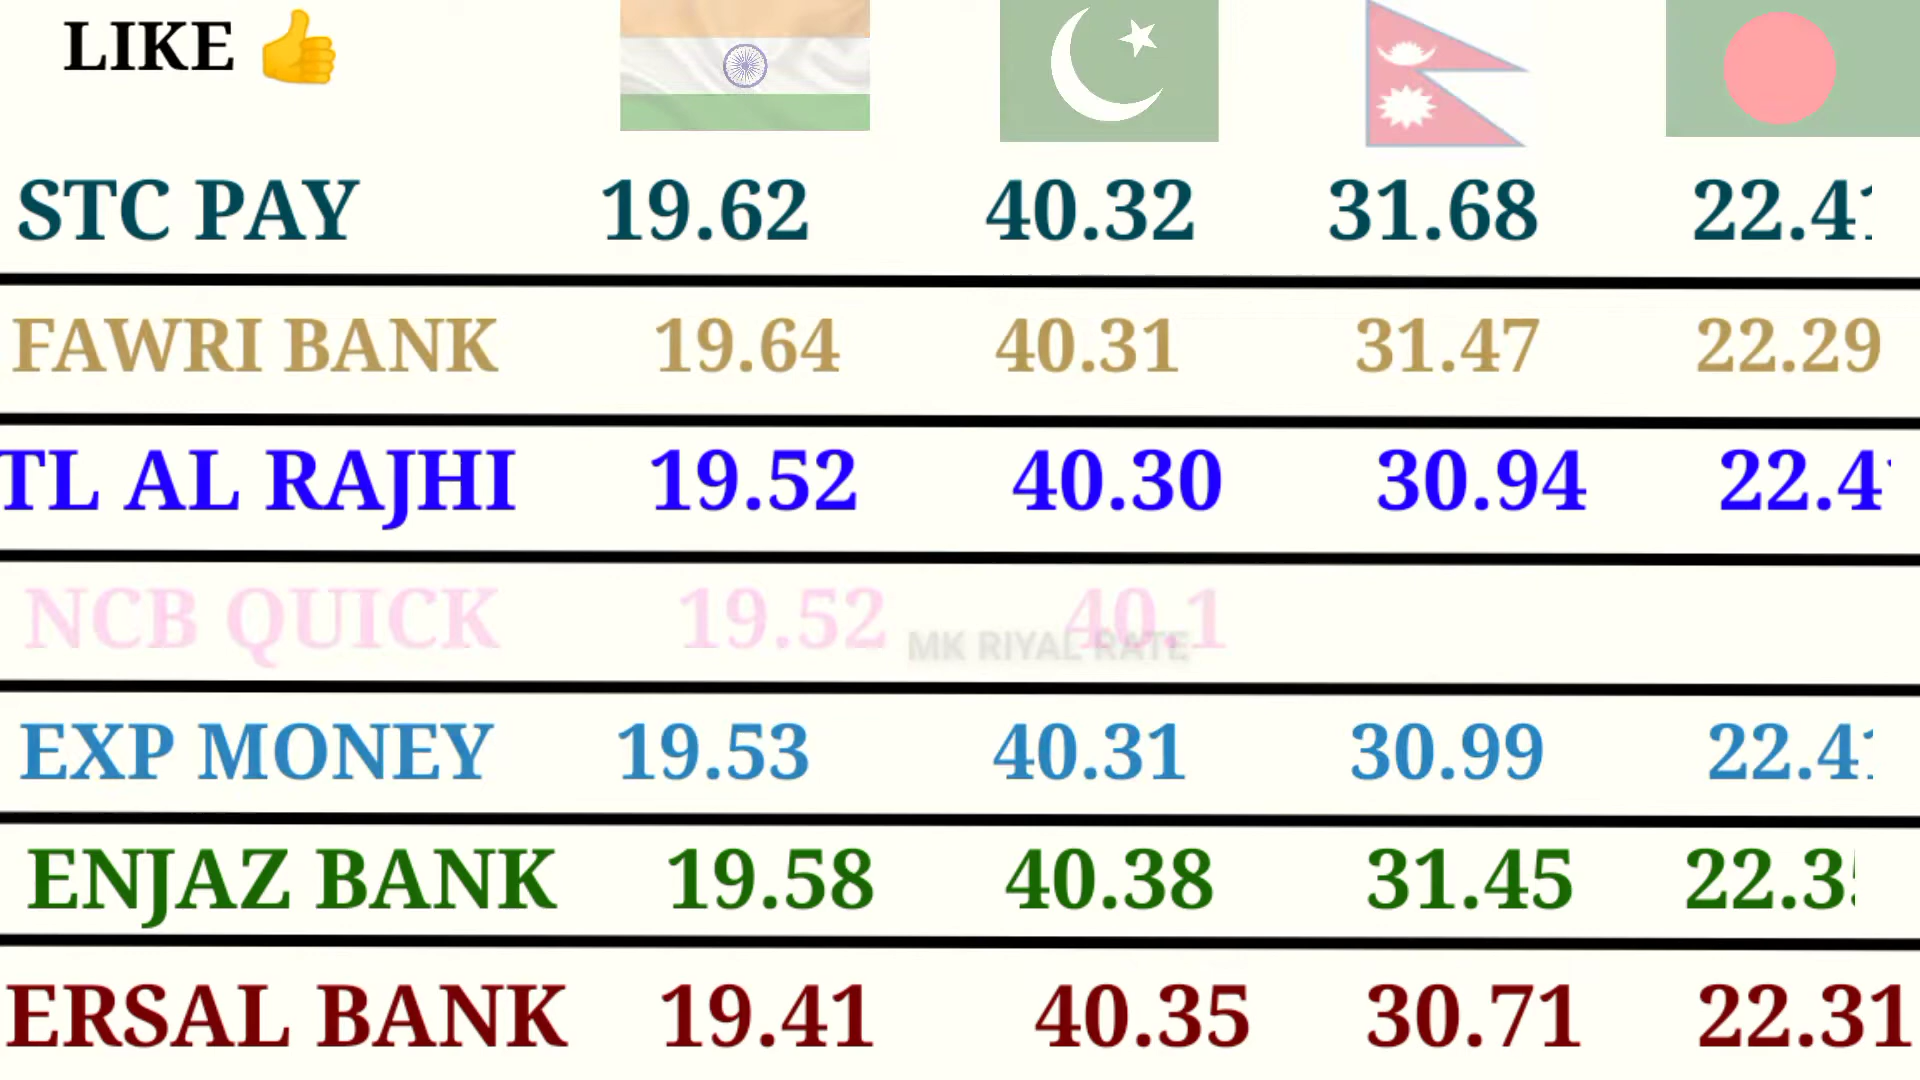 LIKE 👍
STC PAY 19.62 40.32 31.68
FAWRI BANK 19.64 40.31 31.47 22.29
TL AL RAJHI 19.52 40.30 30.94
NCB QUICK 19.52 40.1
MK RIYAL RATE
EXP MONEY 19.53 40.31 30.99
ENJAZ BANK 19.58 40.38 31.45
ERSAL BANK 19.41 40.35 30.71 22.31